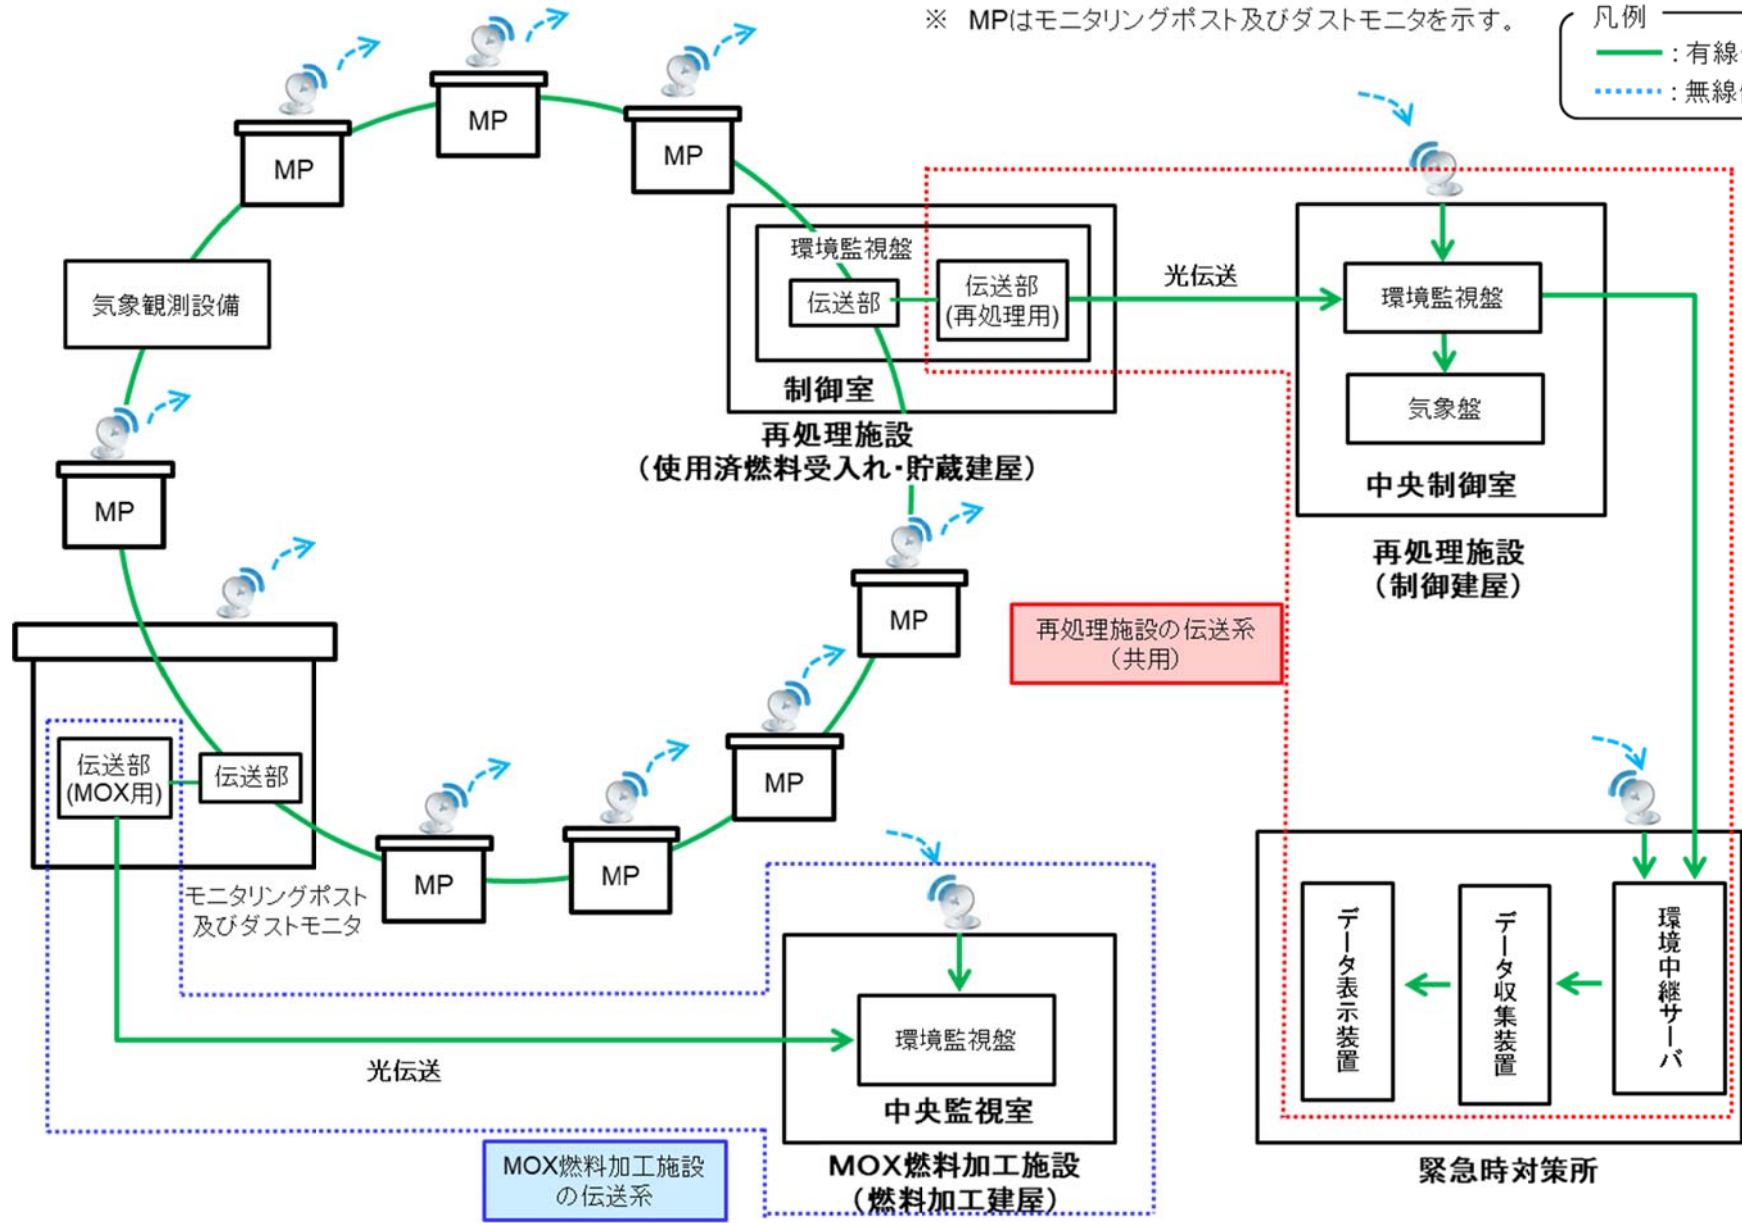 ※ MPはモニタリングポスト及びダストモニタを示す。
凡例
：有線
：無線
MP
MP
MP
気象観測設備
MP
環境監視盤
伝送部
伝送部
(再処理用)
制御室
再処理施設
（使用済燃料受入れ・貯蔵建屋）
光伝送
環境監視盤
気象盤
中央制御室
再処理施設
（制御建屋）
MP
再処理施設の伝送系
（共用）
伝送部
(MOX用)
伝送部
MP
MP
MP
モニタリングポスト
及びダストモニタ
光伝送
環境監視盤
中央監視室
MOX燃料加工施設
（燃料加工建屋）
MOX燃料加工施設
の伝送系
データ表示装置
データ収集装置
環境中継サーバ
緊急時対策所